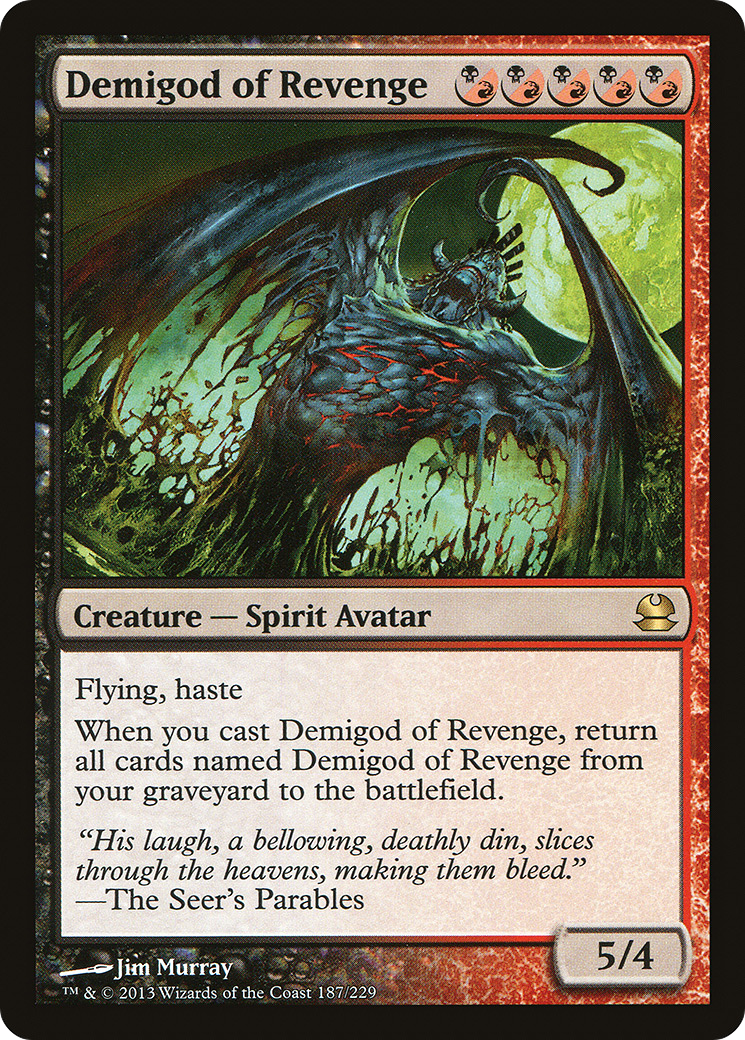 Demigod of Revenge
Creature — Spirit Avatar
Flying, haste
When you cast Demigod of Revenge, return
all cards named Demigod of Revenge from
your graveyard to the battlefield.
“His laugh, a bellowing, deathly din, slices
through the heavens, making them bleed.”
—The Seer’s Parables
5/4
Jim Murray
™ & © 2013 Wizards of the Coast 187/229